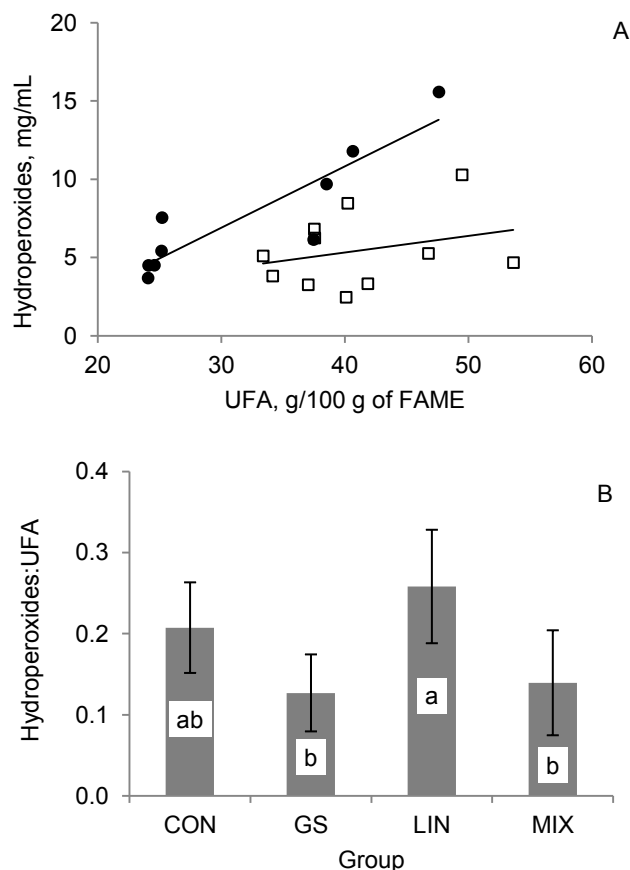 A
Hydroperoxides, mg/mL
20
15
10
5
0
20 30 40 50 60
UFA, g/100 g of FAME
B
Hydroperoxides:UFA
0.4
0.3
0.2
0.1
0.0
ab
b
a
b
CON GS LIN MIX
Group